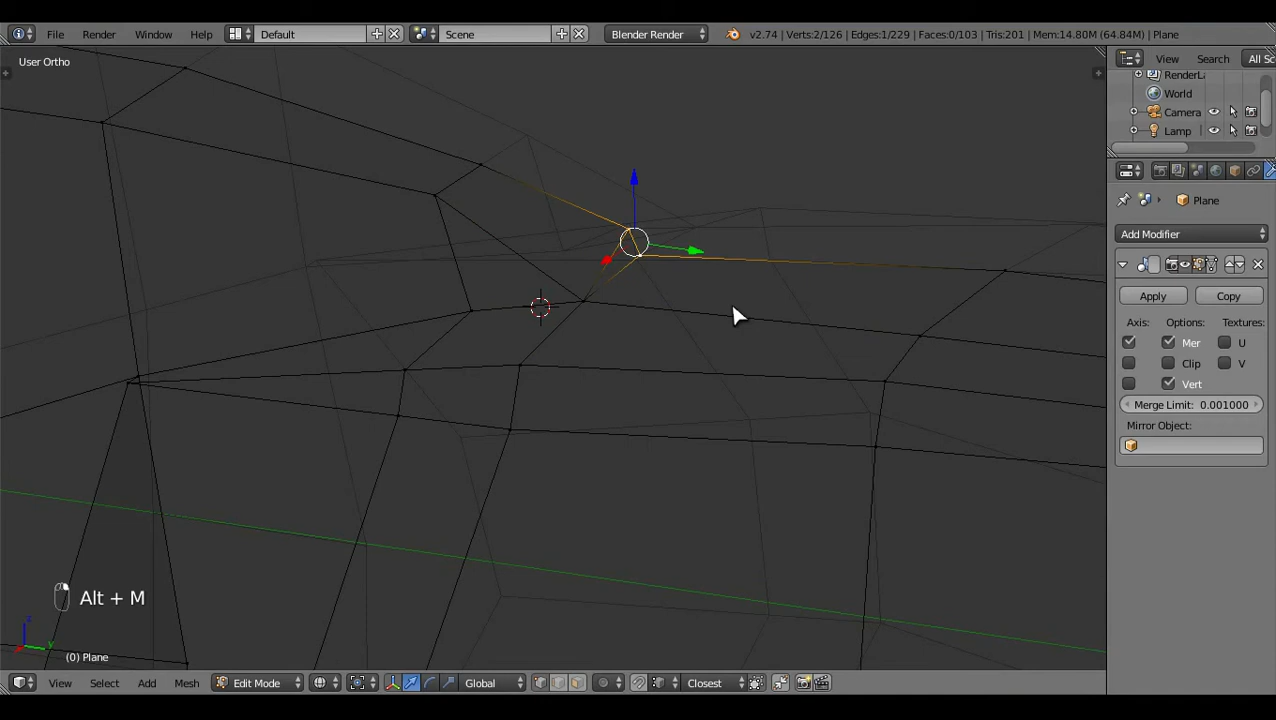 File Render Window Help Default Scene Blender Render v2.74 | Verts:2/126 | Edges:1/229 | Faces:0/103 | Tris:201 | Mem:14.80M (64.84M) | Plane
User Ortho
View Search All Sc
RenderLa
World
Camera
Lamp
Plane
Add Modifier
Apply Copy
Axis: Options: Textures:
Mer U
Clip V
Vert
Merge Limit: 0.001000
Mirror Object:
Alt + M
z
y
(0) Plane
View Select Add Mesh Edit Mode Global Closest